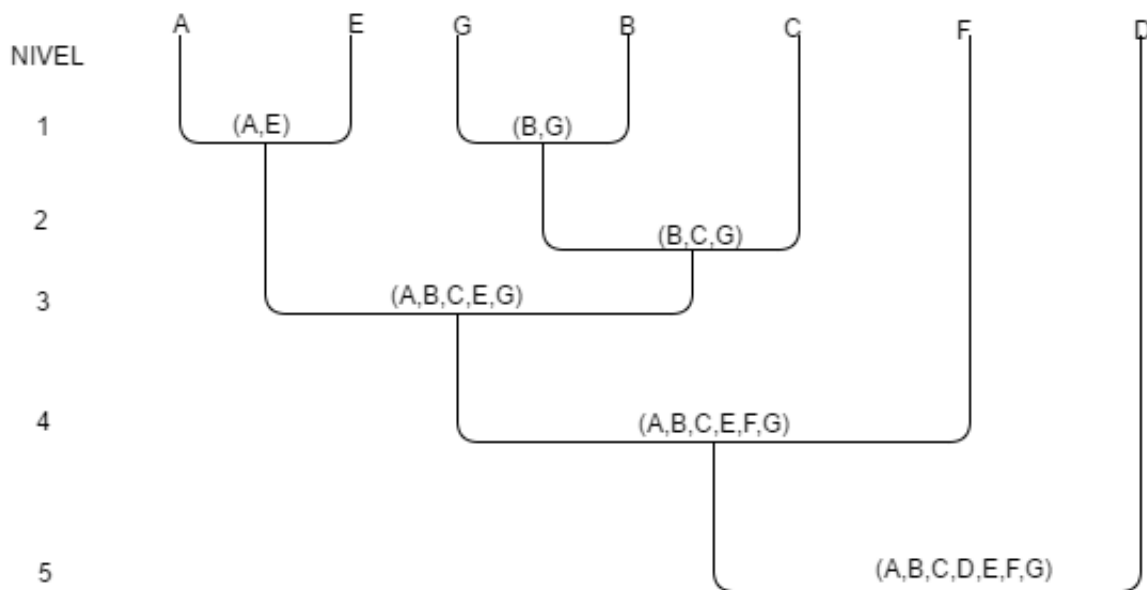 A E G B C F D
NIVEL
1 (A,E) (B,G)
2 (B,C,G)
3 (A,B,C,E,G)
4 (A,B,C,E,F,G)
5 (A,B,C,D,E,F,G)